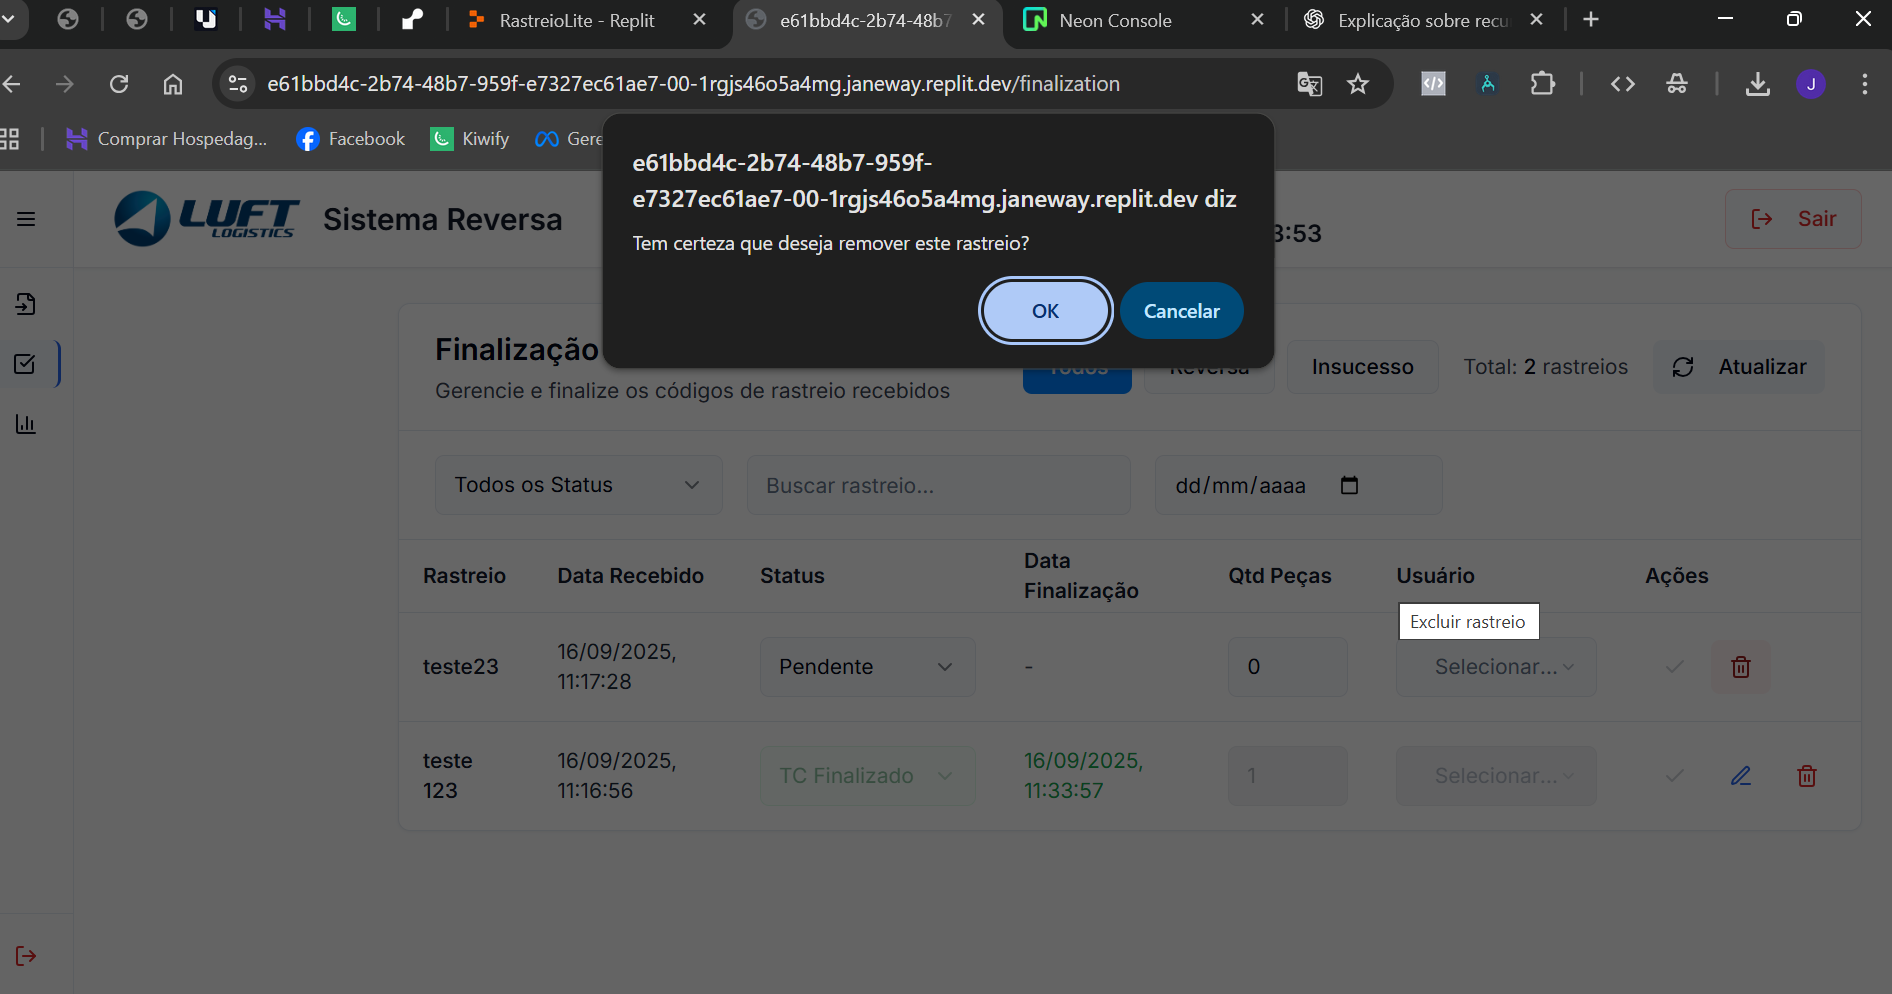 RastreioLite - Replit
e61bbd4c-2b74-48b7
Neon Console
Explicação sobre recu
J
e61bbd4c-2b74-48b7-959f-e7327ec61ae7-00-1rgjs46o5a4mg.janeway.replit.dev/finalization
Comprar Hospedag...
Facebook
Kiwify
Gere
e61bbd4c-2b74-48b7-959f-
e7327ec61ae7-00-1rgjs46o5a4mg.janeway.replit.dev diz
Tem certeza que deseja remover este rastreio?
OK
Cancelar
LUFT
LOGISTICS
Sistema Reversa
3:53
Sair
Finalização
Gerencie e finalize os códigos de rastreio recebidos
Todos
Reversa
Insucesso
Total: 2 rastreios
Atualizar
Todos os Status
Buscar rastreio...
dd/mm/aaaa
Rastreio
Data Recebido
Status
Data
Finalização
Qtd Peças
Usuário
Ações
Excluir rastreio
teste23
16/09/2025,
11:17:28
Pendente
-
0
Selecionar...
teste
123
16/09/2025,
11:16:56
TC Finalizado
16/09/2025,
11:33:57
1
Selecionar...